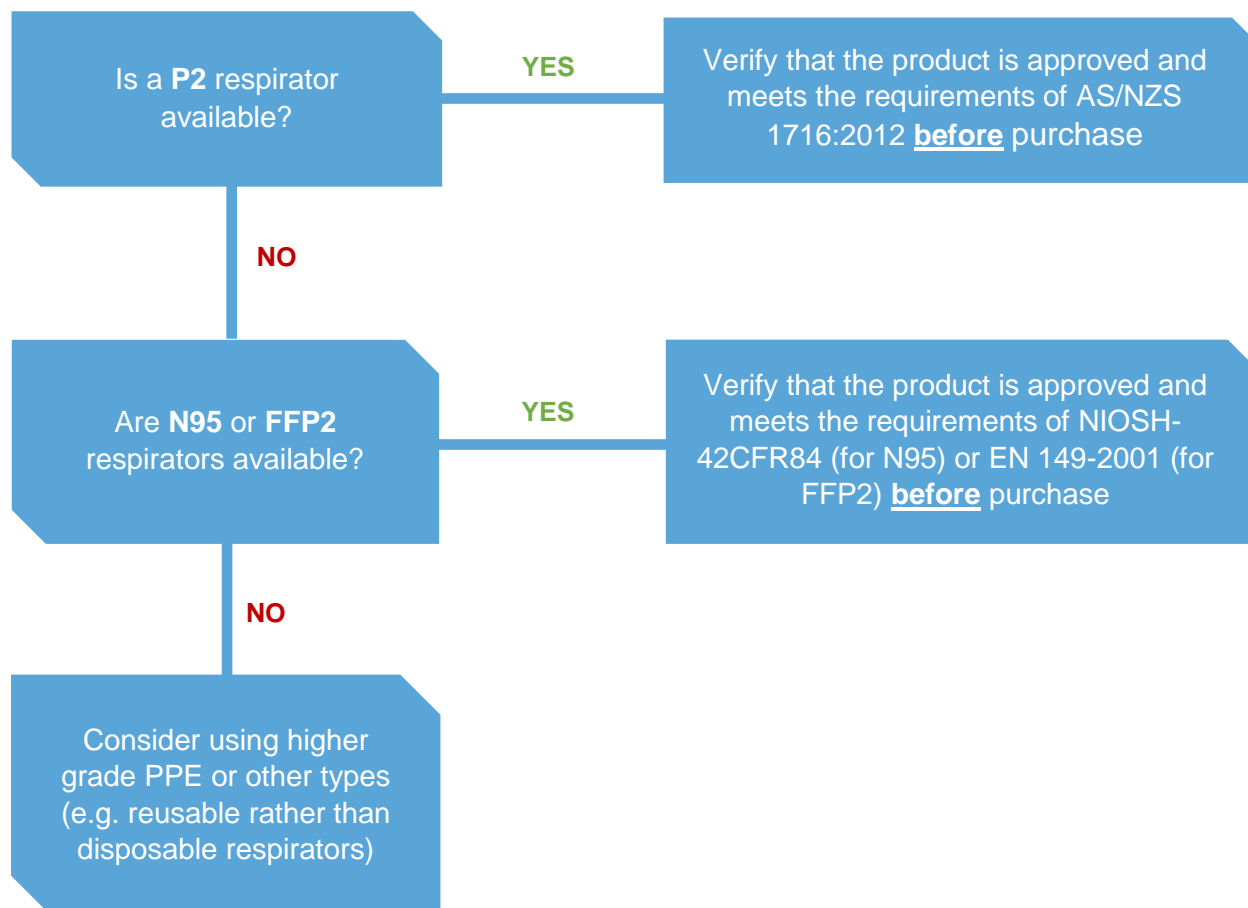 Is a P2 respirator
available?
YES
Verify that the product is approved and
meets the requirements of AS/NZS
1716:2012 before purchase
NO
Are N95 or FFP2
respirators available?
YES
Verify that the product is approved and
meets the requirements of NIOSH-
42CFR84 (for N95) or EN 149-2001 (for
FFP2) before purchase
NO
Consider using higher
grade PPE or other types
(e.g. reusable rather than
disposable respirators)